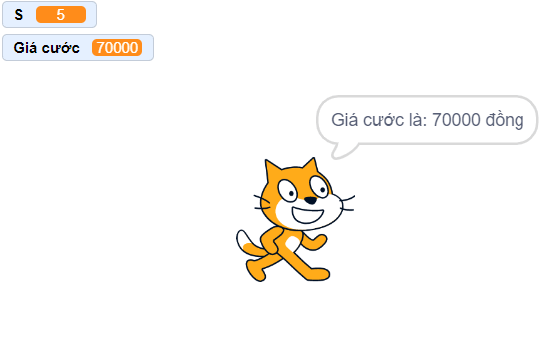 S 5
Giá cước 70000
Giá cước là: 70000 đồng